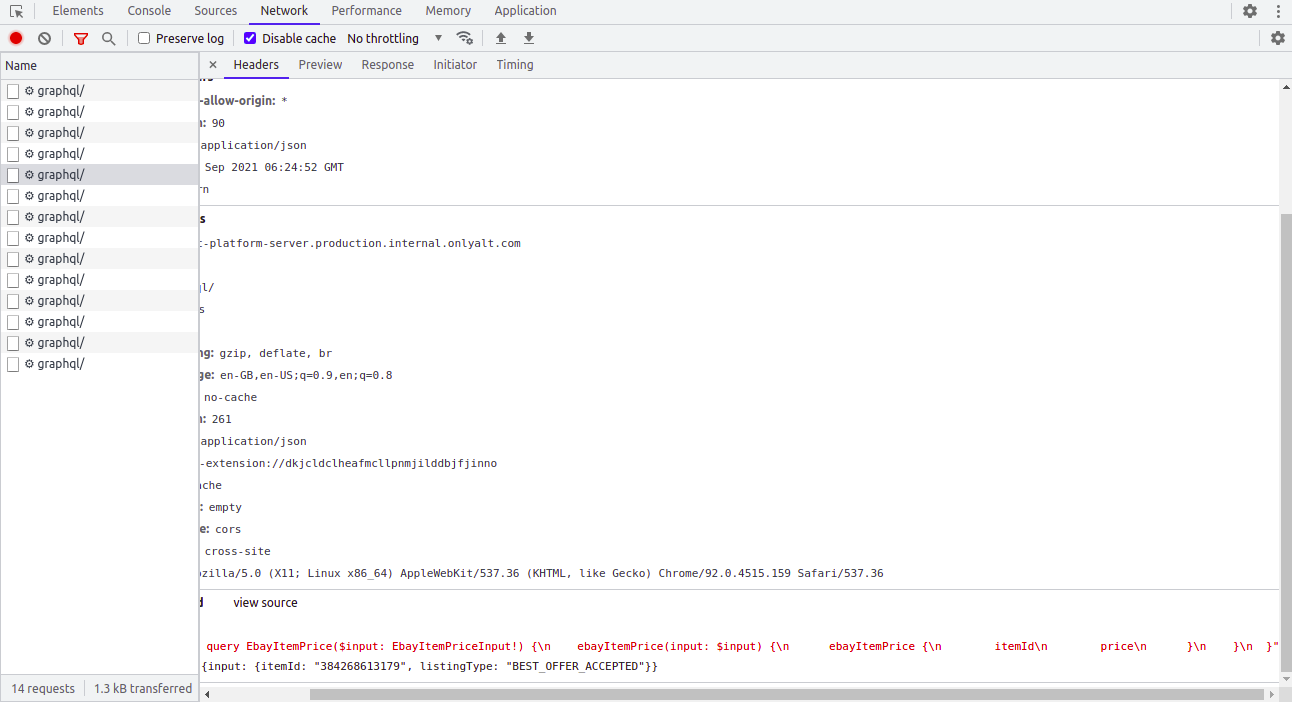 Elements Console Sources Network Performance Memory Application
Preserve log Disable cache No throttling
Name
× Headers Preview Response Initiator Timing
graphql/
graphql/
graphql/
graphql/
graphql/
graphql/
graphql/
graphql/
graphql/
graphql/
graphql/
graphql/
graphql/
graphql/
-allow-origin: *
: 90
application/json
Sep 2021 06:24:52 GMT
rn
s
t-platform-server.production.internal.onlyalt.com
ql/
s
ng: gzip, deflate, br
ge: en-GB,en-US;q=0.9,en;q=0.8
no-cache
: 261
application/json
-extension://dkjcldclheafmcllpnmjilddbjfjinno
ache
: empty
e: cors
cross-site
ozilla/5.0 (X11; Linux x86_64) AppleWebKit/537.36 (KHTML, like Gecko) Chrome/92.0.4515.159 Safari/537.36
d view source
query EbayItemPrice($input: EbayItemPriceInput!) {\n    ebayItemPrice(input: $input) {\n      ebayItemPrice {\n        itemId\n        price\n      }\n    }\n  }"
{input: {itemId: "384268613179", listingType: "BEST_OFFER_ACCEPTED"}}
14 requests 1.3 kB transferred